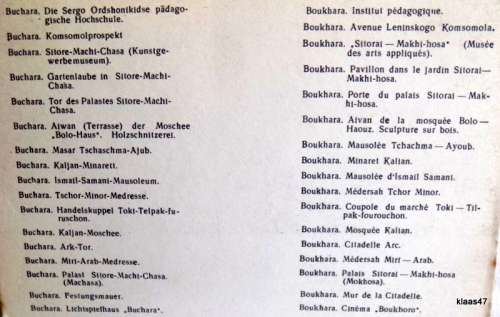 Buchara. Die Sergo Ordshonikidse pädago-
gische Hochschule.
Buchara. Komsomolprospekt
Buchara. Sitore-Machi-Chasa (Kunstge-
werbemuseum).
Buchara. Gartenlaube in Sitore-Machi-
Chasa.
Buchara. Tor des Palastes Sitore-Machi-
Chasa.
Buchara. Aiwan (Terrasse) der Moschee
„Bolo-Haus". Holzschnitzerei.
Buchara. Masar Tschaschma-Ajub.
Buchara. Kaljan-Minarett.
Buchara. Ismail-Samani-Mausoleum.
Buchara. Tschor-Minor-Medresse.
Buchara. Handelskuppel Toki-Telpak-fu-
ruschon.
Buchara. Kaljan-Moschee.
Buchara. Ark-Tor.
Buchara. Miri-Arab-Medresse.
Buchara. Palast Sitore-Machi-Chasa.
(Machasa).
Buchara. Festungsmauer.
Buchara. Lichtspielhaus „Buchara".
Boukhara. Institut pédagogique.
Boukhara. Avenue Leninskogo Komsomola.
Boukhara. „Sitorai — Makhi-hosa" (Musée
des arts appliqués).
Boukhara. Pavillon dans le jardin Sitorai—
Makhi-hosa.
Boukhara. Porte du palais Sitorai — Mak-
hi-hosa.
Boukhara. Aivan de la mosquée Bolo—
Haouz. Sculpture sur bois.
Boukhara. Mausolée Tchachma — Ayoub.
Boukhara. Minaret Kalian.
Boukhara. Mausolée d'Ismail Samani.
Boukhara. Médersah Tchor Minor.
Boukhara. Coupole du marché Toki — Til-
pak-fourouchon.
Boukhara. Mosquée Kalian.
Boukhara. Citadelle Arc.
Boukhara. Médersah Miri — Arab.
Boukhara. Palais Sitorai — Makhi-hosa
(Mokhosa).
Boukhara. Mur de la Citadelle.
Boukhara. Cinéma „Boukhoro".
klaas47